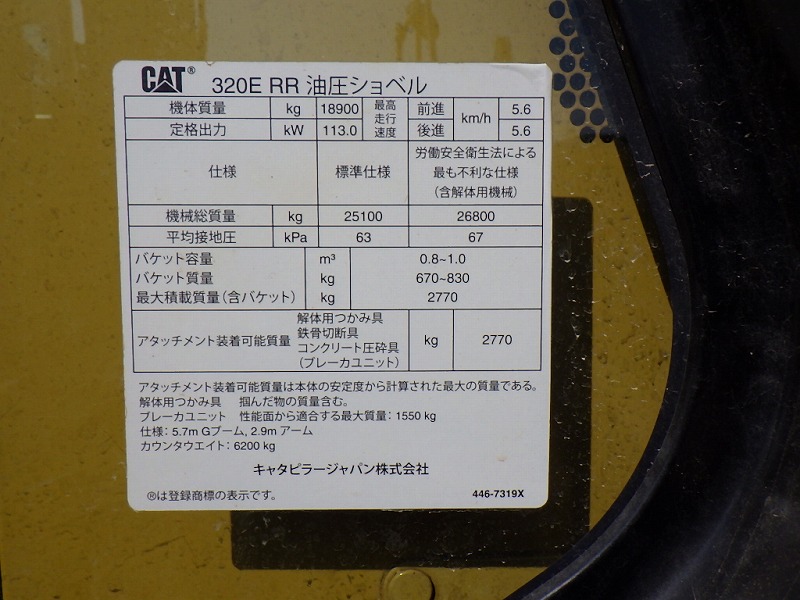 CAT® 320E RR 油圧ショベル
機体質量 kg 18900 最高走行速度 前進 km/h 5.6
定格出力 kW 113.0 後進 5.6
仕様 標準仕様 労働安全衛生法による最も不利な仕様(含解体用機械)
機械総質量 kg 25100 26800
平均接地圧 kPa 63 67
バケット容量 m³ 0.8~1.0
バケット質量 kg 670~830
最大積載質量(含バケット) kg 2770
アタッチメント装着可能質量 解体用つかみ具 鉄骨切断具 コンクリート圧砕具 (ブレーカユニット) kg 2770
アタッチメント装着可能質量は本体の安定度から計算された最大の質量である。
解体用つかみ具 掴んだ物の質量含む。
ブレーカユニット 性能面から適合する最大質量: 1550 kg
仕様: 5.7m Gブーム, 2.9m アーム
カウンタウエイト: 6200 kg
キャタピラージャパン株式会社
®は登録商標の表示です。 446-7319X